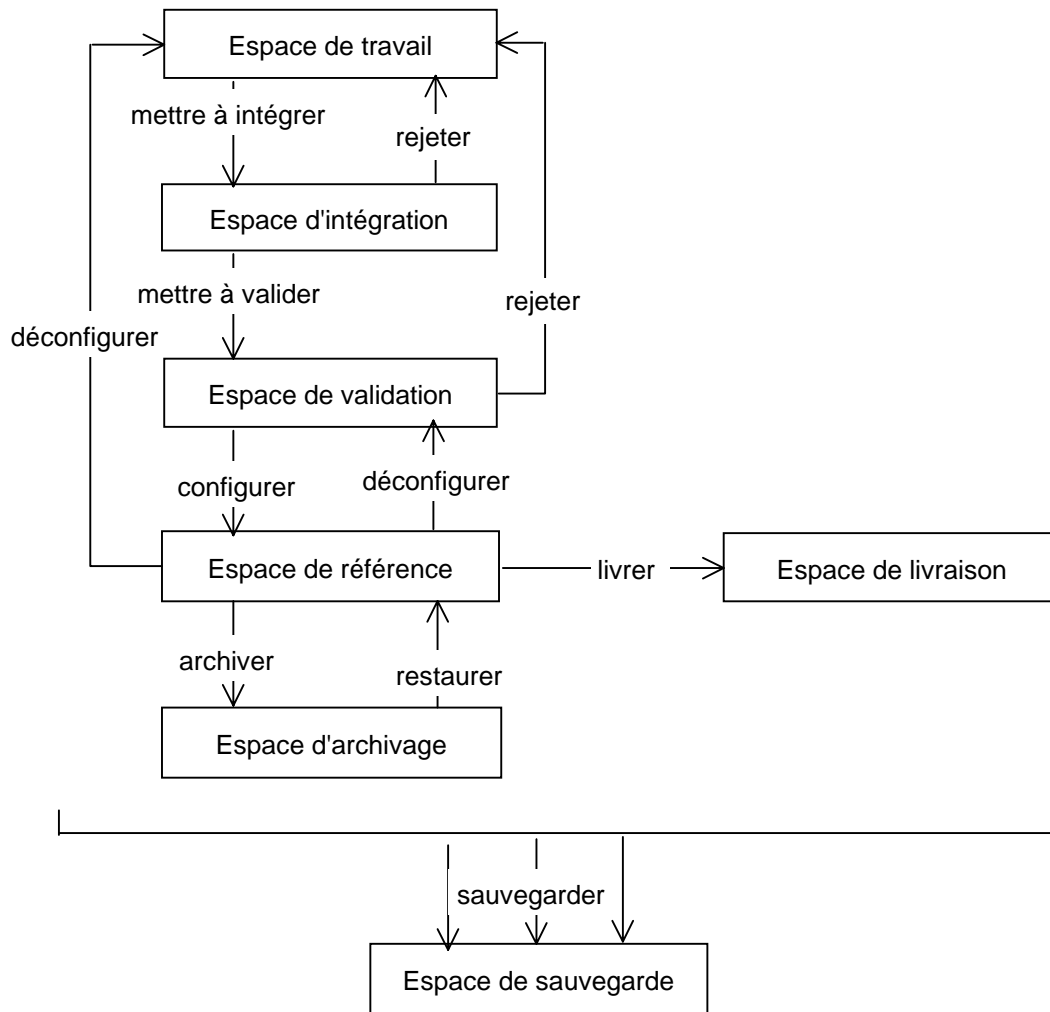 Espace de travail
mettre à intégrer
rejeter
Espace d'intégration
mettre à valider
rejeter
déconfigurer
Espace de validation
configurer
déconfigurer
Espace de référence
livrer
Espace de livraison
archiver
restaurer
Espace d'archivage
sauvegarder
Espace de sauvegarde